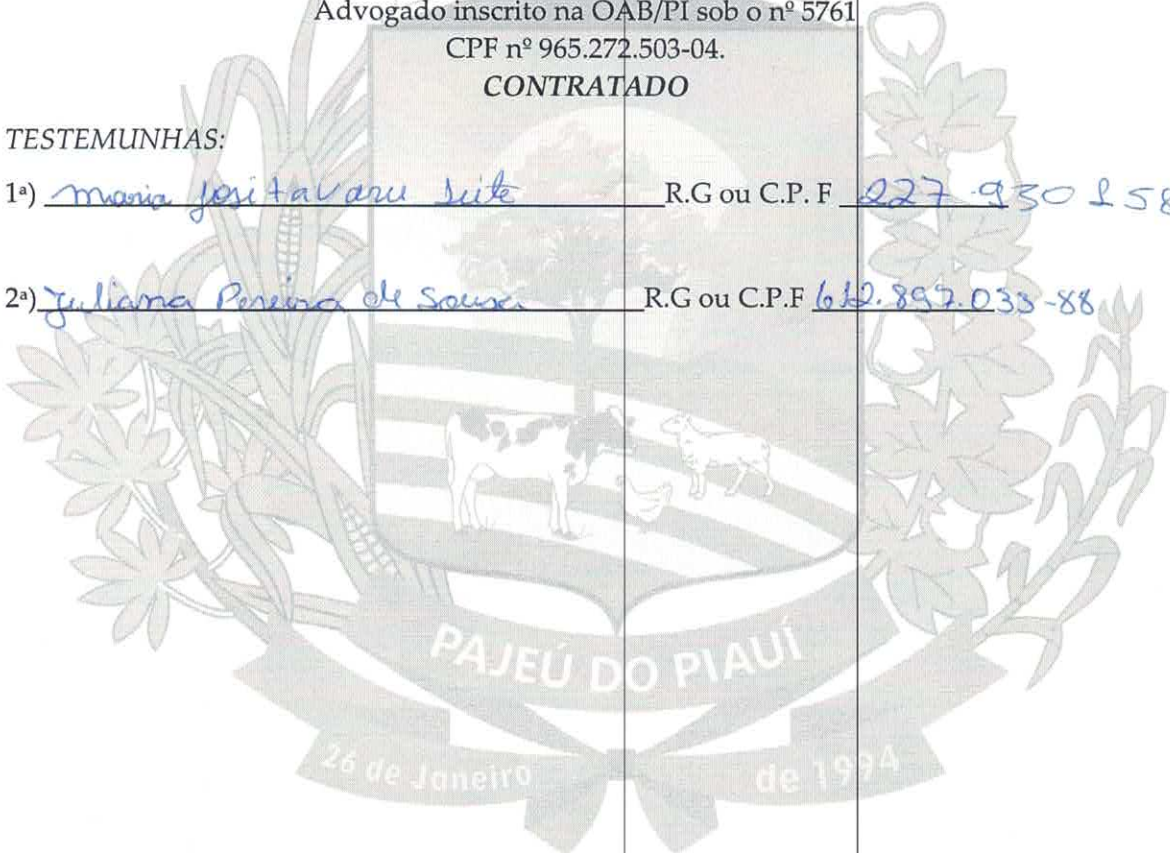 Advogado inscrito na OAB/PI sob o nº 5761
CPF nº 965.272.503-04.
CONTRATADO
TESTEMUNHAS:
1ª) maria josé tavares leite R.G ou C.P. F 227 930 158
2ª) Juliana Pereira de Sousa R.G ou C.P.F 612.897.033-88
PAJEÚ DO PIAUÍ
26 de Janeiro de 1994